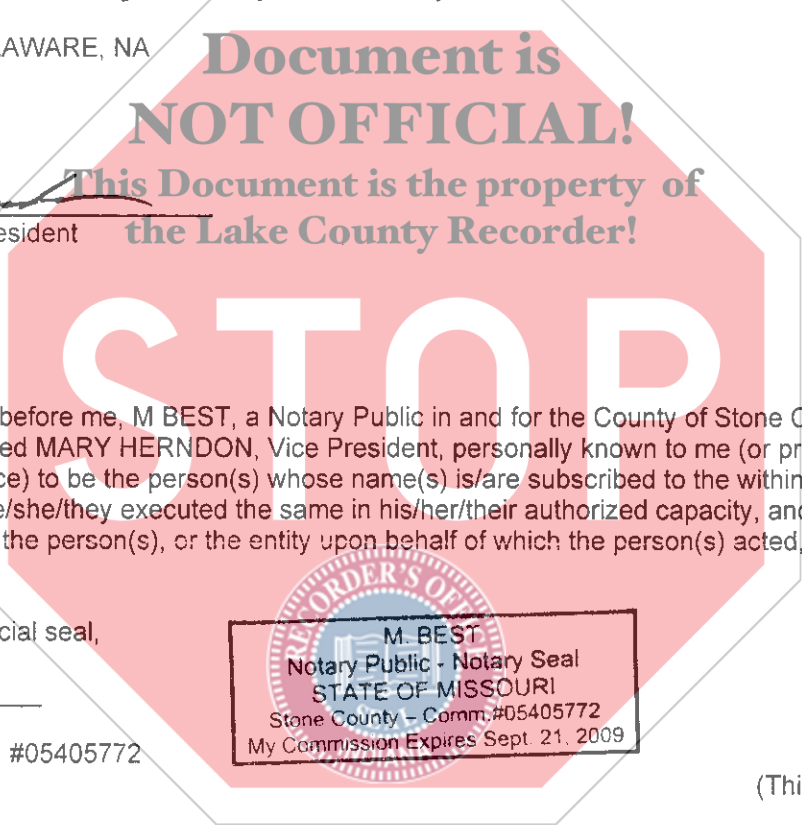 LAWARE, NA
Document is
NOT OFFICIAL!
This Document is the property of
the Lake County Recorder!
esident
STOP
before me, M BEST, a Notary Public in and for the County of Stone
ed MARY HERNDON, Vice President, personally known to me (or pr
ce) to be the person(s) whose name(s) is/are subscribed to the within
e/she/they executed the same in his/her/their authorized capacity, and
the person(s), or the entity upon behalf of which the person(s) acted,
RECORDER'S OFFICE
SEAL
INDIANA
cial seal,
M. BEST
Notary Public - Notary Seal
STATE OF MISSOURI
Stone County – Comm.#05405772
My Commission Expires Sept. 21, 2009
#05405772
(Thi